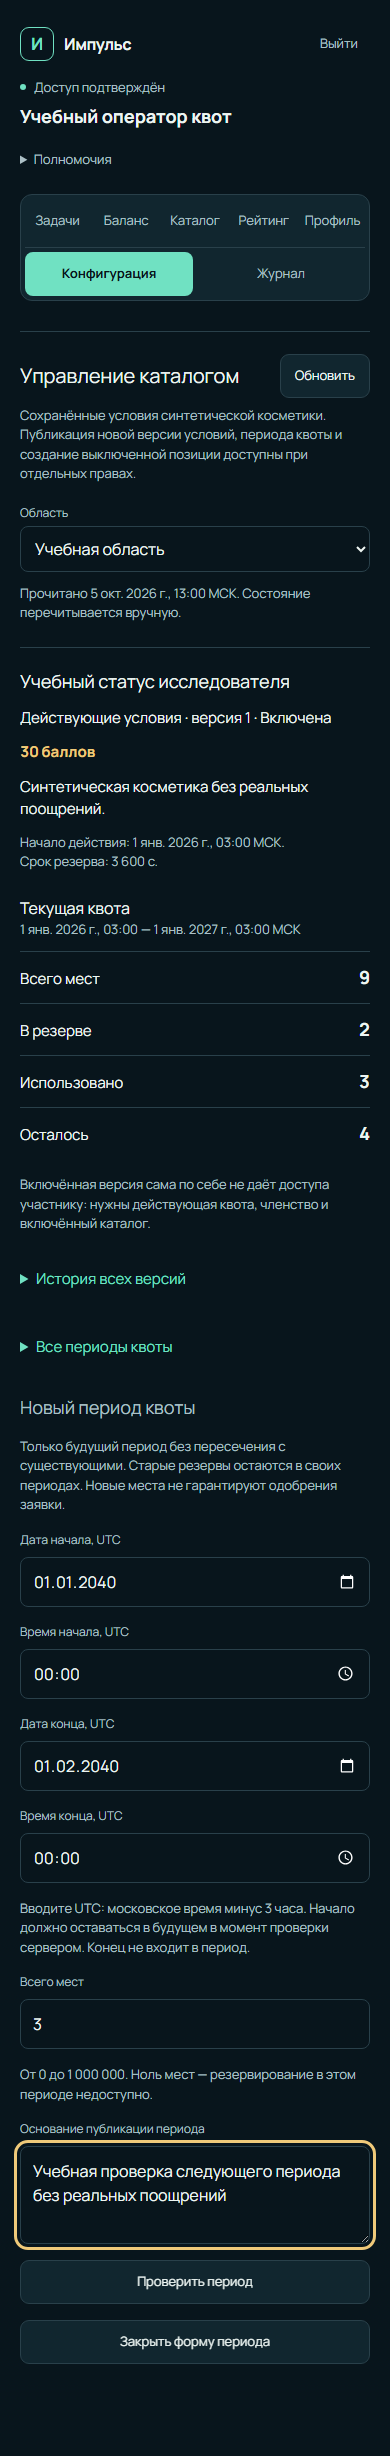 И Импульс Выйти
Доступ подтверждён
Учебный оператор квот
Полномочия
Задачи Баланс Каталог Рейтинг Профиль
Конфигурация Журнал
Управление каталогом Обновить
Сохранённые условия синтетической косметики.
Публикация новой версии условий, периода квоты и
создание выключенной позиции доступны при
отдельных правах.
Область
Учебная область
Прочитано 5 окт. 2026 г., 13:00 МСК. Состояние
перечитывается вручную.
Учебный статус исследователя
Действующие условия · версия 1 · Включена
30 баллов
Синтетическая косметика без реальных
поощрений.
Начало действия: 1 янв. 2026 г., 03:00 МСК.
Срок резерва: 3 600 с.
Текущая квота
1 янв. 2026 г., 03:00 — 1 янв. 2027 г., 03:00 МСК
Всего мест 9
В резерве 2
Использовано 3
Осталось 4
Включённая версия сама по себе не даёт доступа
участнику: нужны действующая квота, членство и
включённый каталог.
История всех версий
Все периоды квоты
Новый период квоты
Только будущий период без пересечения с
существующими. Старые резервы остаются в своих
периодах. Новые места не гарантируют одобрения
заявки.
Дата начала, UTC
01.01.2040
Время начала, UTC
00:00
Дата конца, UTC
01.02.2040
Время конца, UTC
00:00
Вводите UTC: московское время минус 3 часа. Начало
должно оставаться в будущем в момент проверки
сервером. Конец не входит в период.
Всего мест
3
От 0 до 1 000 000. Ноль мест — резервирование в этом
периоде недоступно.
Основание публикации периода
Учебная проверка следующего периода
без реальных поощрений
Проверить период
Закрыть форму периода